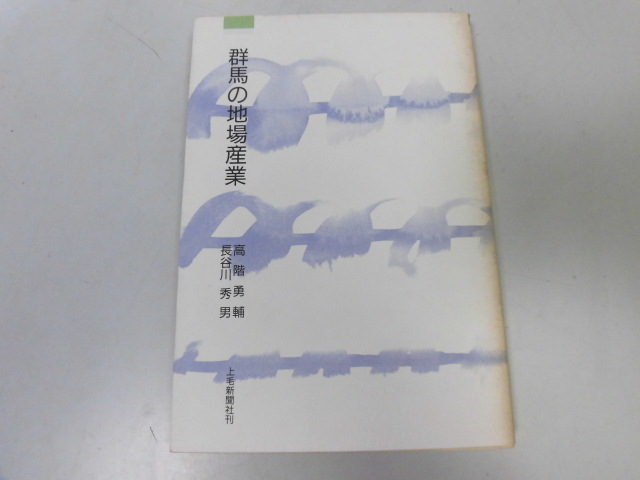 群馬の地場産業
高階勇輔
長谷川秀男
上毛新聞社刊